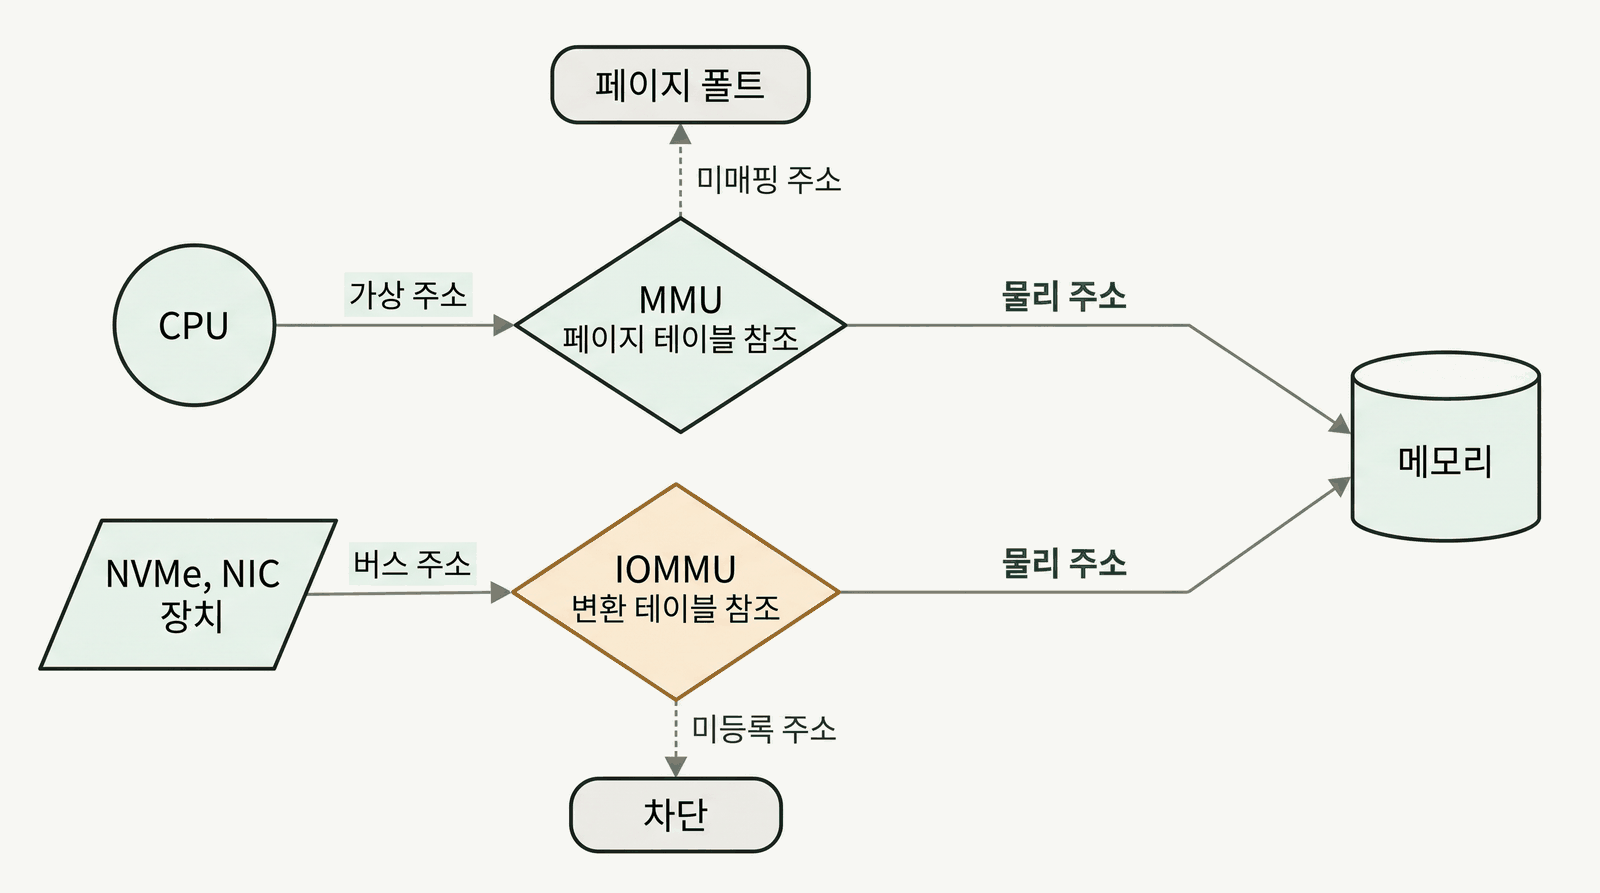 페이지 폴트
미매핑 주소
CPU
가상 주소
MMU
페이지 테이블 참조
물리 주소
메모리
NVMe, NIC
장치
버스 주소
IOMMU
변환 테이블 참조
물리 주소
미등록 주소
차단